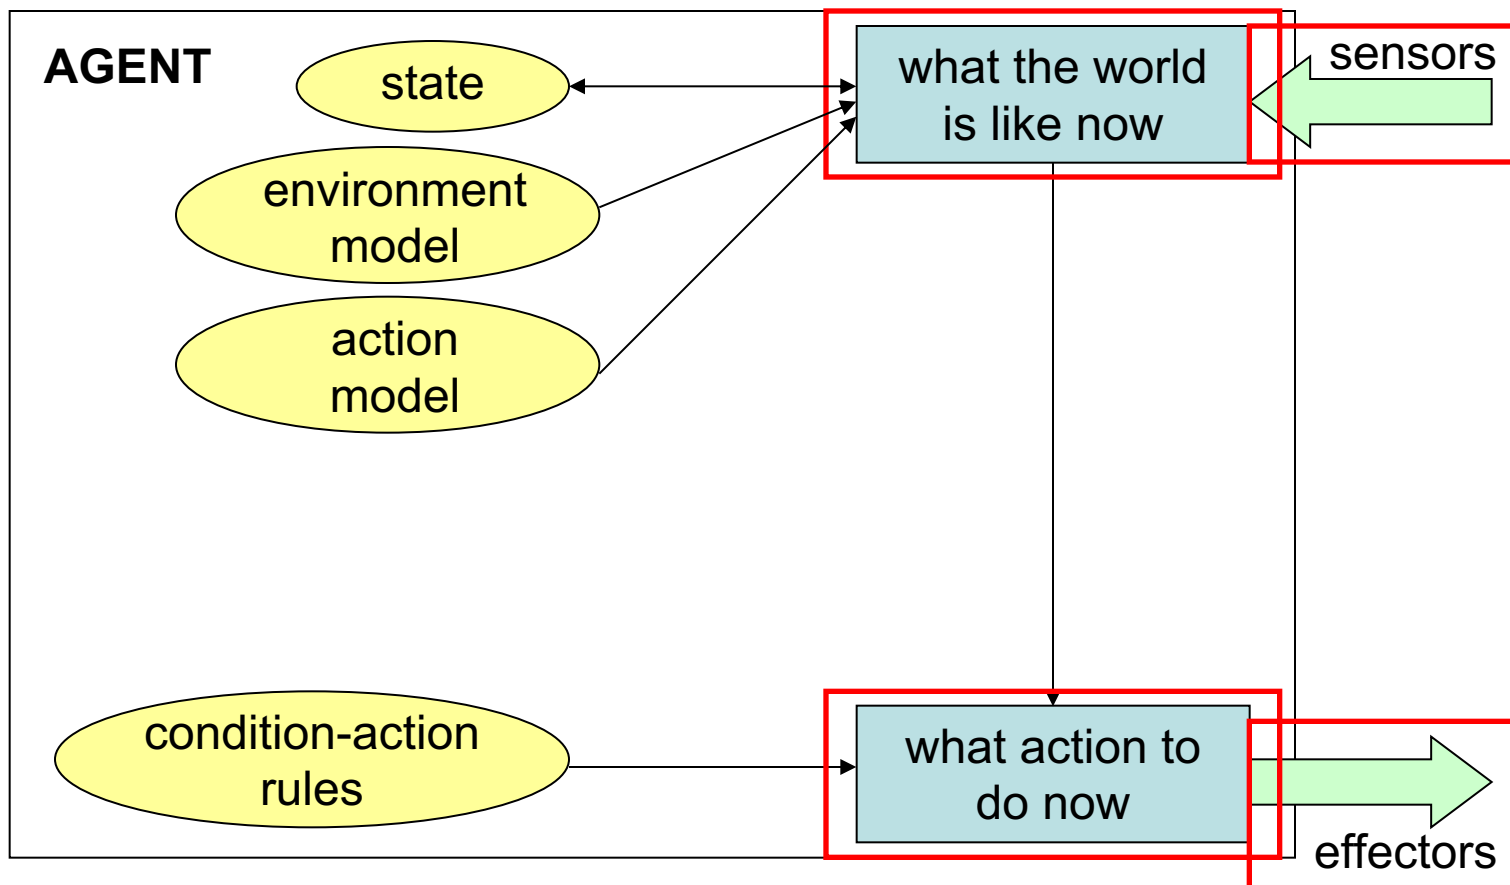 AGENT
state
what the world
is like now
sensors
environment
model
action
model
condition-action
rules
what action to
do now
effectors